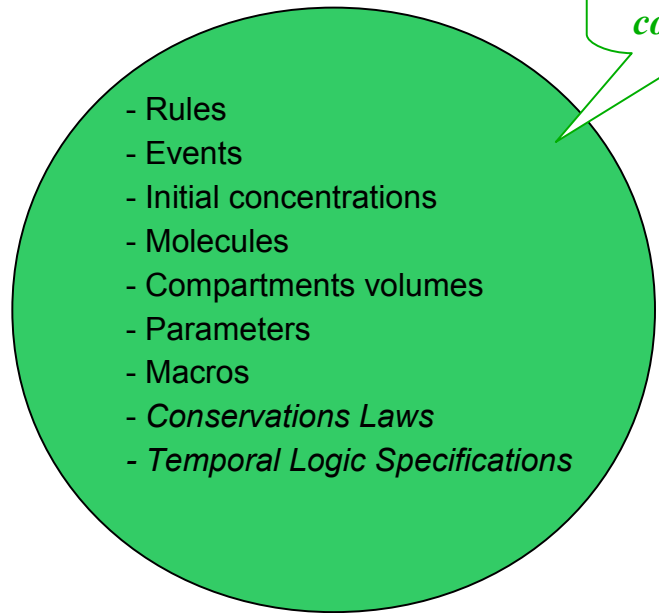 - Rules
- Events
- Initial concentrations
- Molecules
- Compartments volumes
- Parameters
- Macros
- Conservations Laws
- Temporal Logic Specifications